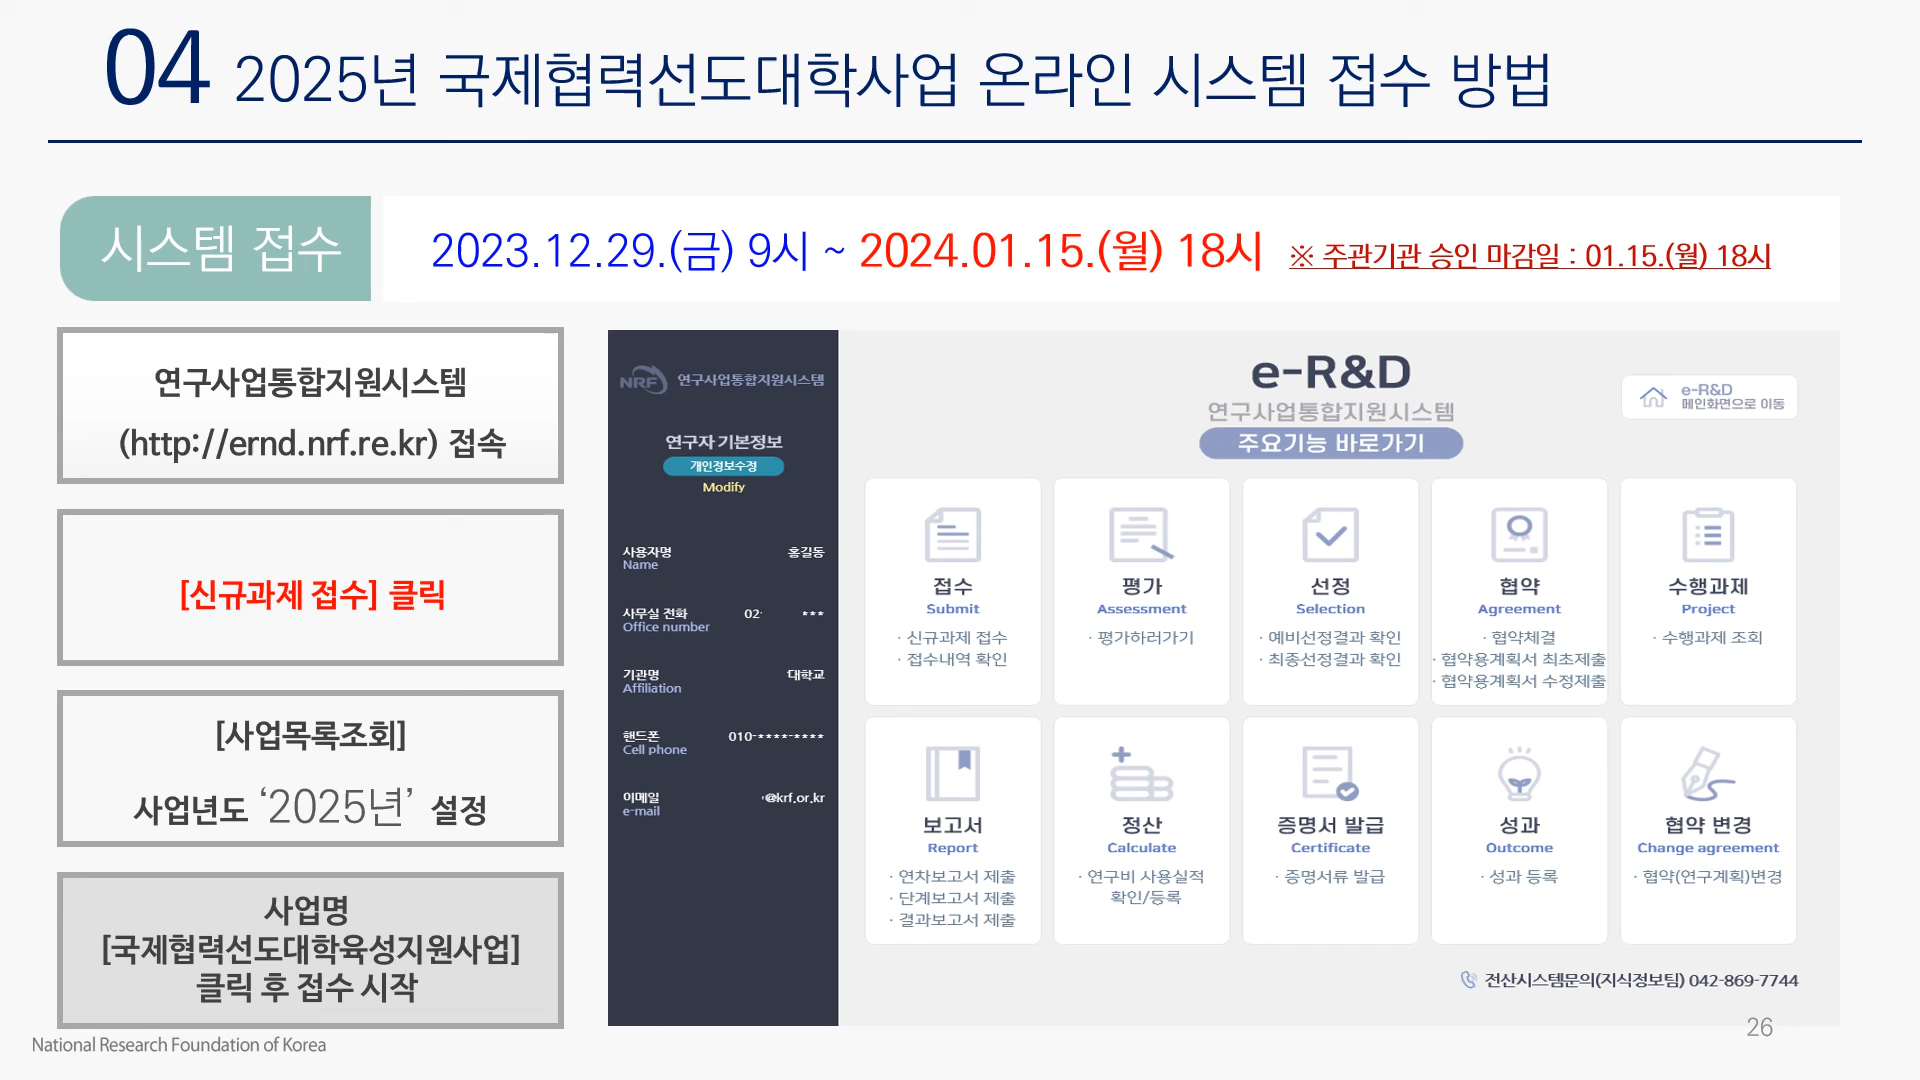 04 2025년 국제협력선도대학사업 온라인 시스템 접수 방법
시스템 접수
2023.12.29.(금) 9시 ~ 2024.01.15.(월) 18시 ※ 주관기관 승인 마감일 : 01.15.(월) 18시
연구사업통합지원시스템
(http://ernd.nrf.re.kr) 접속
[신규과제 접수] 클릭
[사업목록조회]
사업년도 ‘2025년’ 설정
사업명
[국제협력선도대학육성지원사업]
클릭 후 접수 시작
NRF 연구사업통합지원시스템
연구자 기본정보
개인정보수정
Modify
사용자명 홍길동
Name
사무실 전화 02· ***
Office number
기관명 대학교
Affiliation
핸드폰 010-****-****
Cell phone
이메일 @krf.or.kr
e-mail
e-R&D
연구사업통합지원시스템
주요기능 바로가기
e-R&D
메인화면으로 이동
접수
Submit
· 신규과제 접수
· 접수내역 확인
평가
Assessment
· 평가하러가기
선정
Selection
· 예비선정결과 확인
· 최종선정결과 확인
협약
Agreement
· 협약체결
· 협약용계획서 최초제출
· 협약용계획서 수정제출
수행과제
Project
· 수행과제 조회
보고서
Report
· 연차보고서 제출
· 단계보고서 제출
· 결과보고서 제출
정산
Calculate
· 연구비 사용실적
확인/등록
증명서 발급
Certificate
· 증명서류 발급
성과
Outcome
· 성과 등록
협약 변경
Change agreement
· 협약(연구계획)변경
전산시스템문의(지식정보팀) 042-869-7744
26
National Research Foundation of Korea